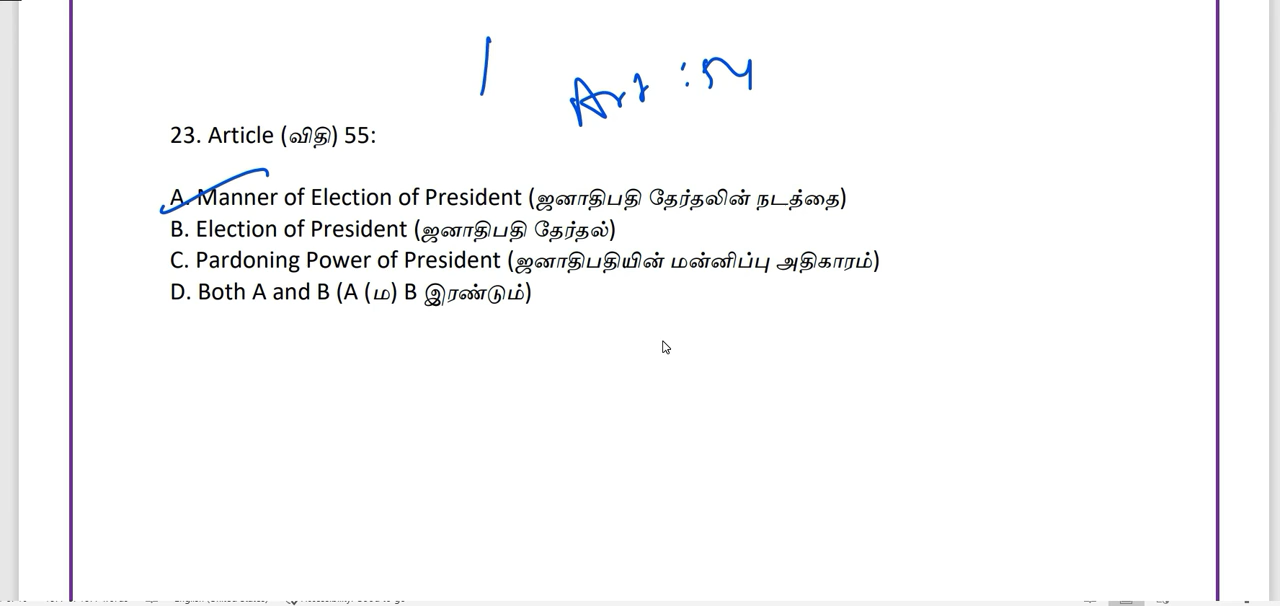 Art : 54
23. Article (விதி) 55:
A. Manner of Election of President (ஜனாதிபதி தேர்தலின் நடத்தை)
B. Election of President (ஜனாதிபதி தேர்தல்)
C. Pardoning Power of President (ஜனாதிபதியின் மன்னிப்பு அதிகாரம்)
D. Both A and B (A (ம) B இரண்டும்)